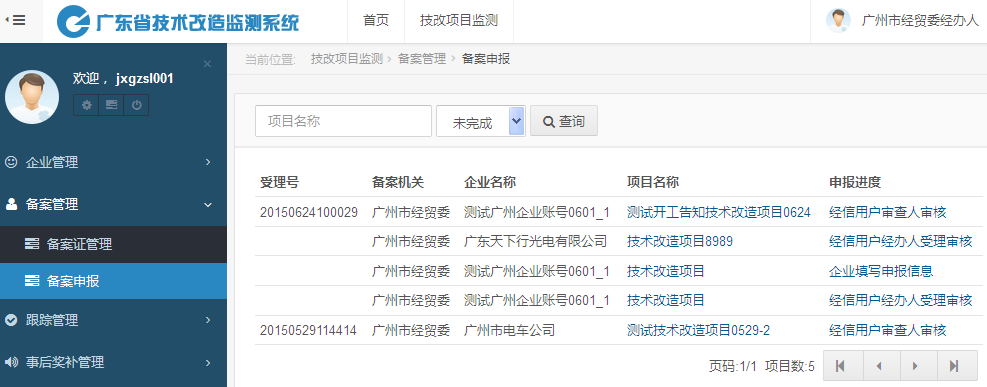 广东省技术改造监测系统
首页
技改项目监测
广州市经贸委经办人
欢迎， jxgzsl001
企业管理
备案管理
备案证管理
备案申报
跟踪管理
事后奖补管理
当前位置: 技改项目监测 › 备案管理 › 备案申报
项目名称 未完成 查询
受理号 备案机关 企业名称 项目名称 申报进度
20150624100029 广州市经贸委 测试广州企业账号0601_1 测试开工告知技术改造项目0624 经信用户审查人审核
广州市经贸委 广东天下行光电有限公司 技术改造项目8989 经信用户经办人受理审核
广州市经贸委 测试广州企业账号0601_1 技术改造项目 企业填写申报信息
广州市经贸委 测试广州企业账号0601_1 技术改造项目 经信用户经办人受理审核
20150529114414 广州市经贸委 广州市电车公司 测试技术改造项目0529-2 经信用户审查人审核
页码:1/1 项目数:5